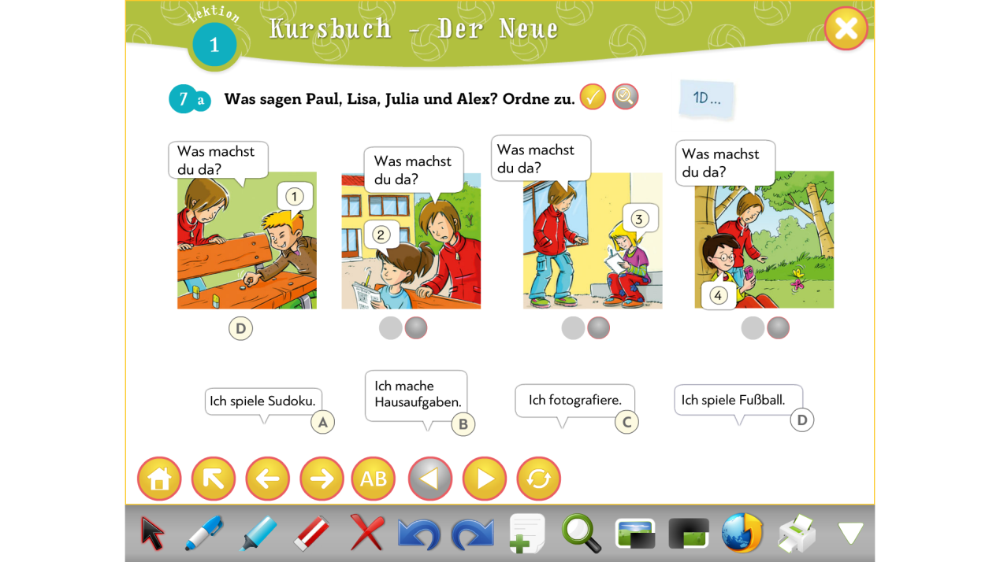 Lektion
1
Kursbuch - Der Neue
7 a
Was sagen Paul, Lisa, Julia und Alex? Ordne zu.
1D...
Was machst
du da?
1
Was machst
du da?
2
Was machst
du da?
3
Was machst
du da?
4
D
Ich spiele Sudoku.
A
Ich mache
Hausaufgaben.
B
Ich fotografiere.
C
Ich spiele Fußball.
D
AB